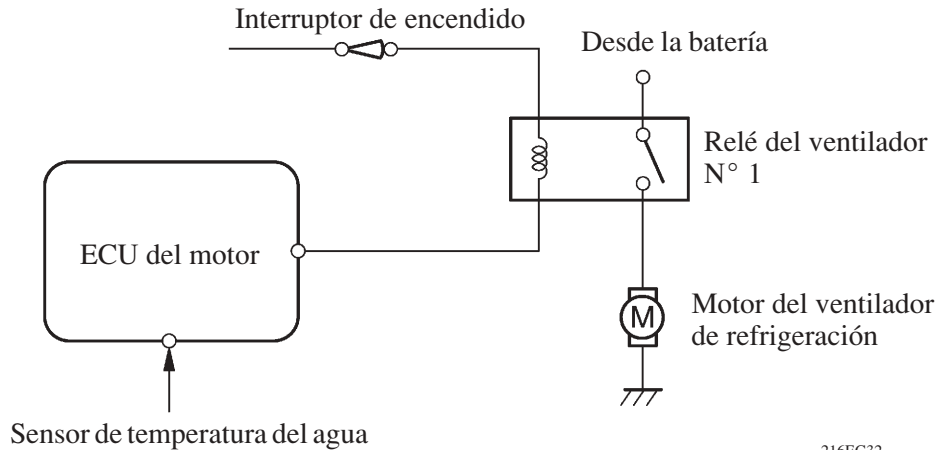 Interruptor de encendido
Desde la batería
Relé del ventilador
N° 1
ECU del motor
M
Motor del ventilador
de refrigeración
Sensor de temperatura del agua